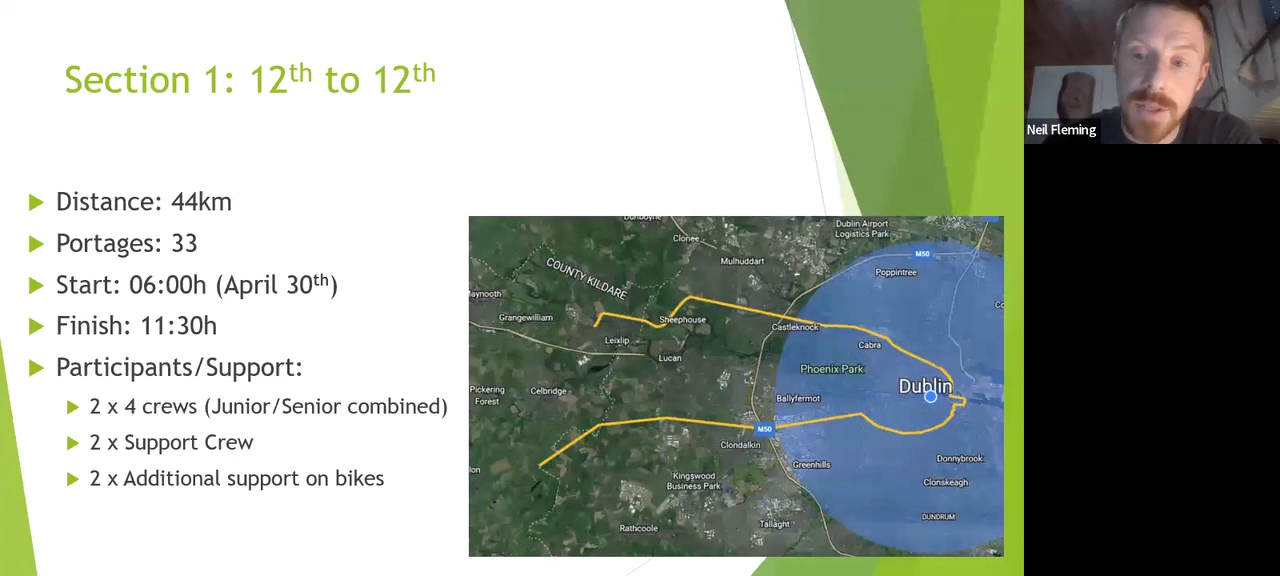 Section 1: 12th to 12th
Distance: 44km
Portages: 33
Start: 06:00h (April 30th)
Finish: 11:30h
Participants/Support:
2 x 4 crews (Junior/Senior combined)
2 x Support Crew
2 x Additional support on bikes
Neil Fleming
Dunboyne
Dublin Airport
Logistics Park
Clonee
M50
Mulhuddart
Poppintree
COUNTY KILDARE
aynooth
Grangewilliam
Sheephouse
Castleknock
Leixlip
Cabra
Lucan
Phoenix Park
Dublin
Pickering
Forest
Celbridge
Ballyfermot
M50
Clondalkin
Donnybrook
Greenhills
Kingswood
Business Park
Clonskeagh
Tallaght
DUNDRUM
Rathcoole